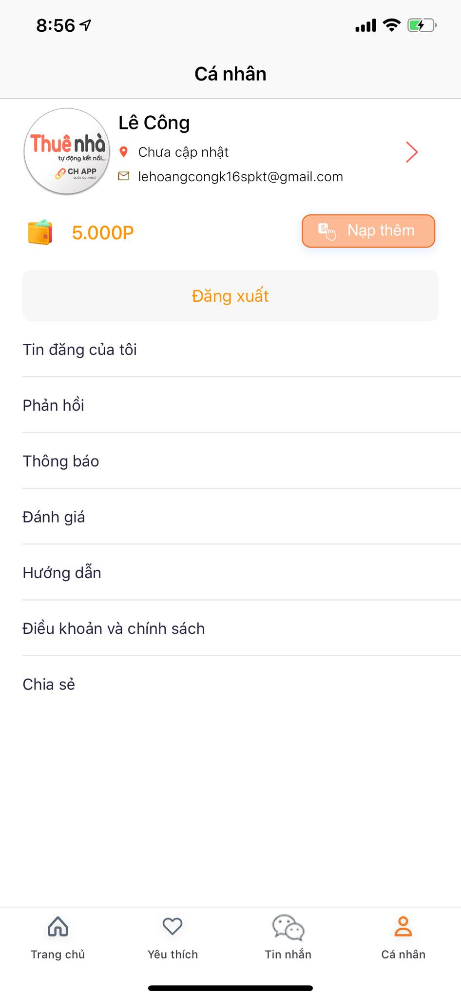 8:56
Cá nhân
Thuê nhà
tự động kết nối...
CH APP
auto connect
Lê Công
Chưa cập nhật
lehoangcongk16spkt@gmail.com
5.000P
$ Nạp thêm
Đăng xuất
Tin đăng của tôi
Phản hồi
Thông báo
Đánh giá
Hướng dẫn
Điều khoản và chính sách
Chia sẻ
Trang chủ
Yêu thích
Tin nhắn
Cá nhân